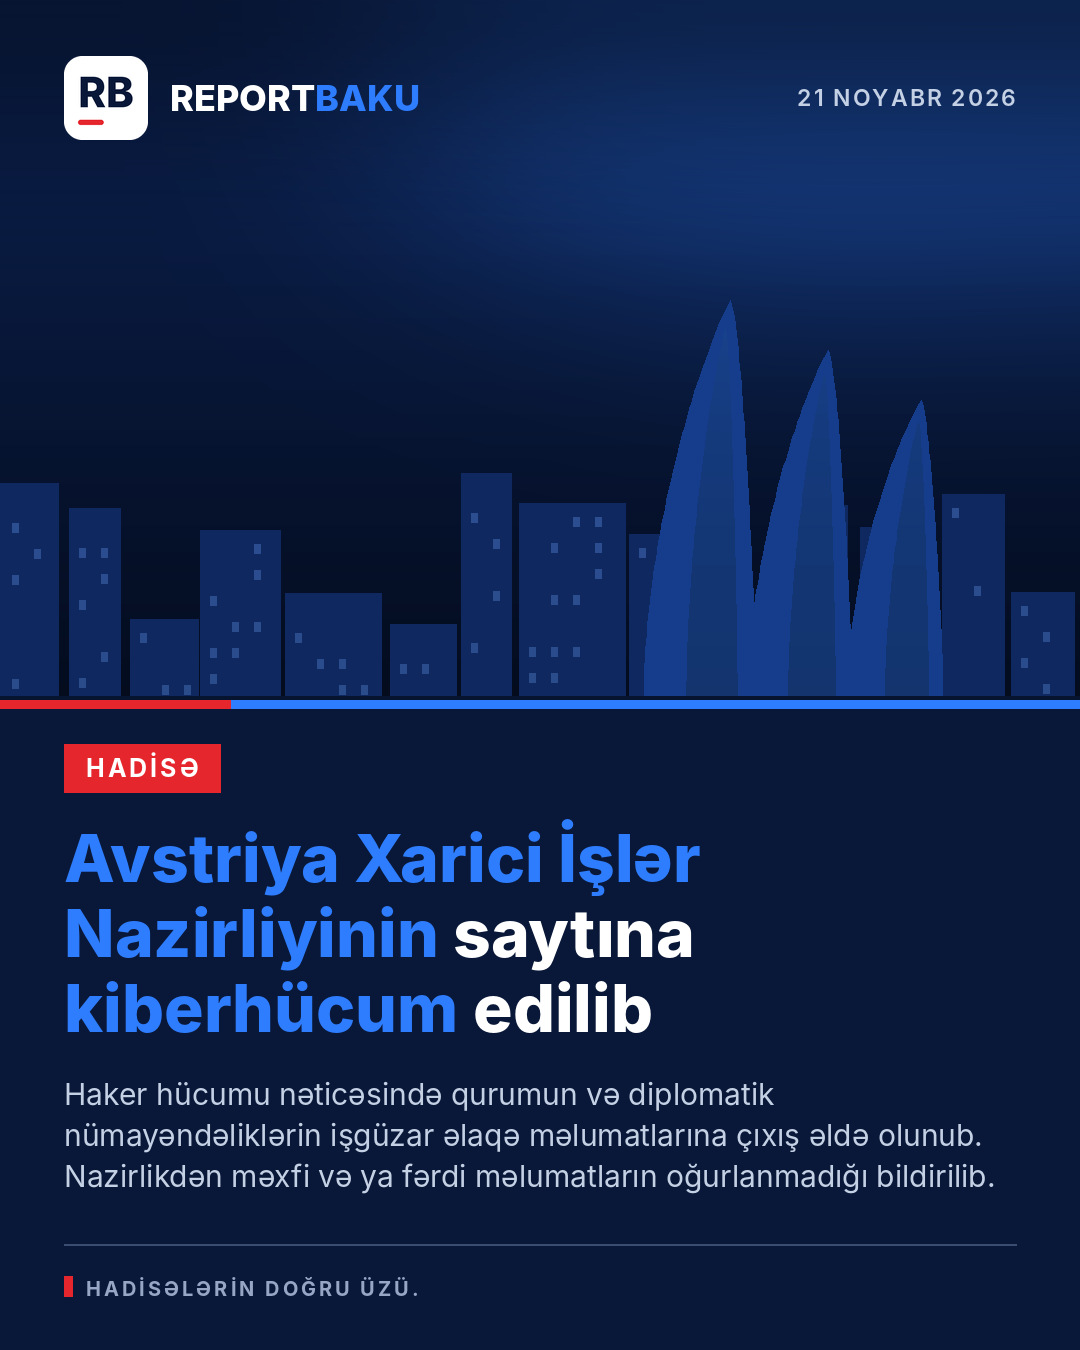 RB
REPORTBAKU
21 NOYABR 2026
HADİSƏ
Avstriya Xarici İşlər
Nazirliyinin saytına
kiberhücum edilib
Haker hücumu nəticəsində qurumun və diplomatik
nümayəndəliklərin işgüzar əlaqə məlumatlarına çıxış əldə olunub.
Nazirlikdən məxfi və ya fərdi məlumatların oğurlanmadığı bildirilib.
HADİSƏLƏRİN DOĞRU ÜZÜ.